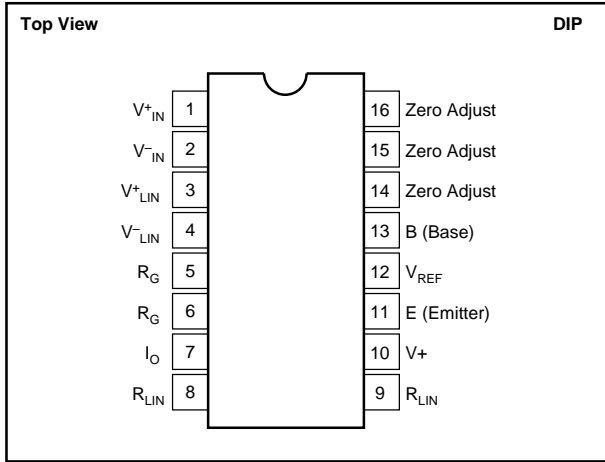 Top View DIP
V+IN 1 16 Zero Adjust
V–IN 2 15 Zero Adjust
V+LIN 3 14 Zero Adjust
V–LIN 4 13 B (Base)
RG 5 12 VREF
RG 6 11 E (Emitter)
IO 7 10 V+
RLIN 8 9 RLIN